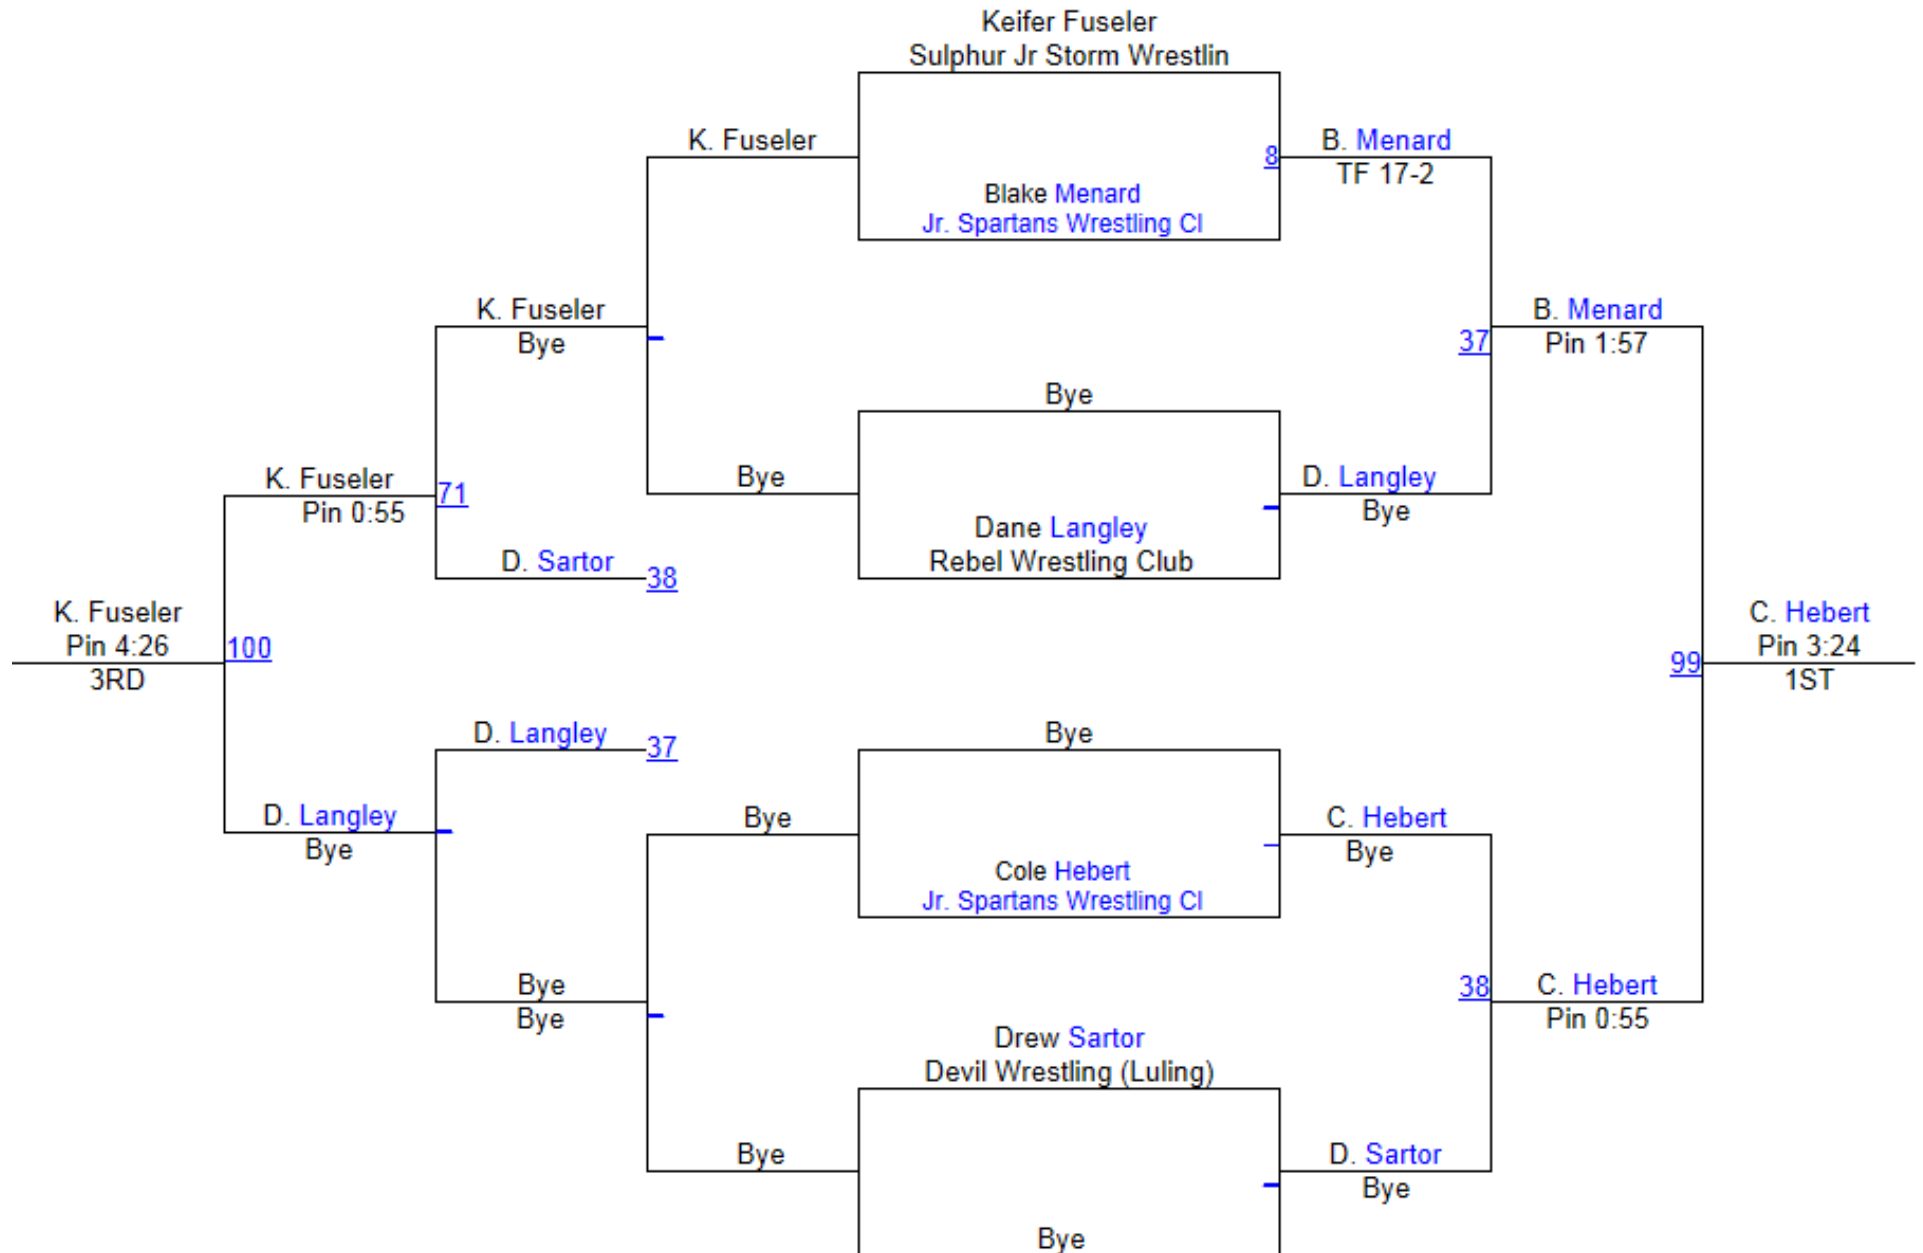 Keifer Fuseler
Sulphur Jr Storm Wrestlin
K. Fuseler
8
B. Menard
TF 17-2
Blake Menard
Jr. Spartans Wrestling Cl
K. Fuseler
Bye
37
B. Menard
Pin 1:57
Bye
K. Fuseler
Pin 0:55
71
Bye
D. Langley
Bye
Dane Langley
Rebel Wrestling Club
D. Sartor
38
K. Fuseler
Pin 4:26
3RD
100
99
C. Hebert
Pin 3:24
1ST
D. Langley
37
Bye
D. Langley
Bye
Bye
C. Hebert
Bye
Cole Hebert
Jr. Spartans Wrestling Cl
Bye
Bye
38
C. Hebert
Pin 0:55
Drew Sartor
Devil Wrestling (Luling)
Bye
D. Sartor
Bye
Bye